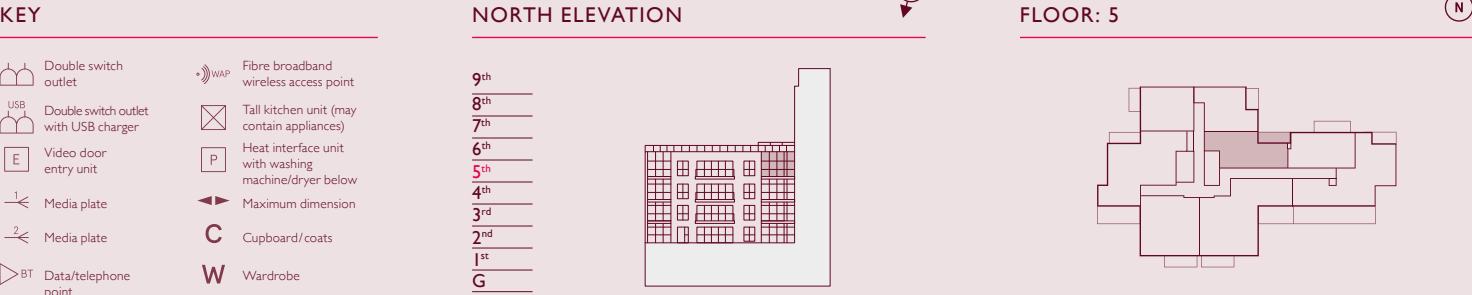 KEY
Double switch
outlet
USB
Double switch outlet
with USB charger
E
Video door
entry unit
1
Media plate
2
Media plate
BT
Data/telephone
point
WAP
Fibre broadband
wireless access point
Tall kitchen unit (may
contain appliances)
P
Heat interface unit
with washing
machine/dryer below
Maximum dimension
C
Cupboard/coats
W
Wardrobe
NORTH ELEVATION
9th
8th
7th
6th
5th
4th
3rd
2nd
1st
G
FLOOR: 5
N